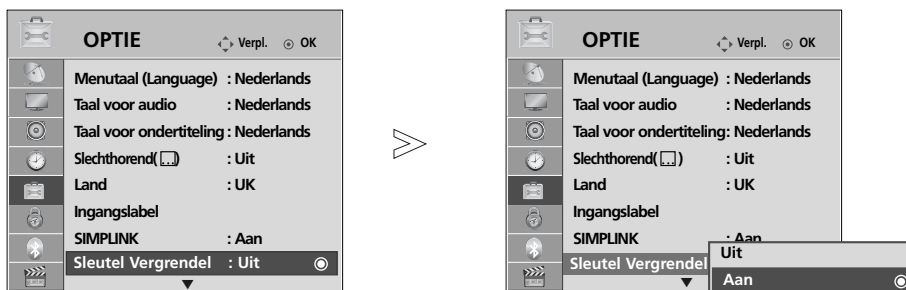 OPTIE Verpl. OK
Menutaal (Language) : Nederlands
Taal voor audio : Nederlands
Taal voor ondertiteling : Nederlands
Slechthorend( ... ) : Uit
Land : UK
Ingangslabel
SIMPLINK : Aan
Sleutel Vergrendel : Uit
OPTIE Verpl. OK
Menutaal (Language) : Nederlands
Taal voor audio : Nederlands
Taal voor ondertiteling: Nederlands
Slechthorend( ... ) : Uit
Land : UK
Ingangslabel
SIMPLINK : Aan
Sleutel Vergrendel
Uit
Aan